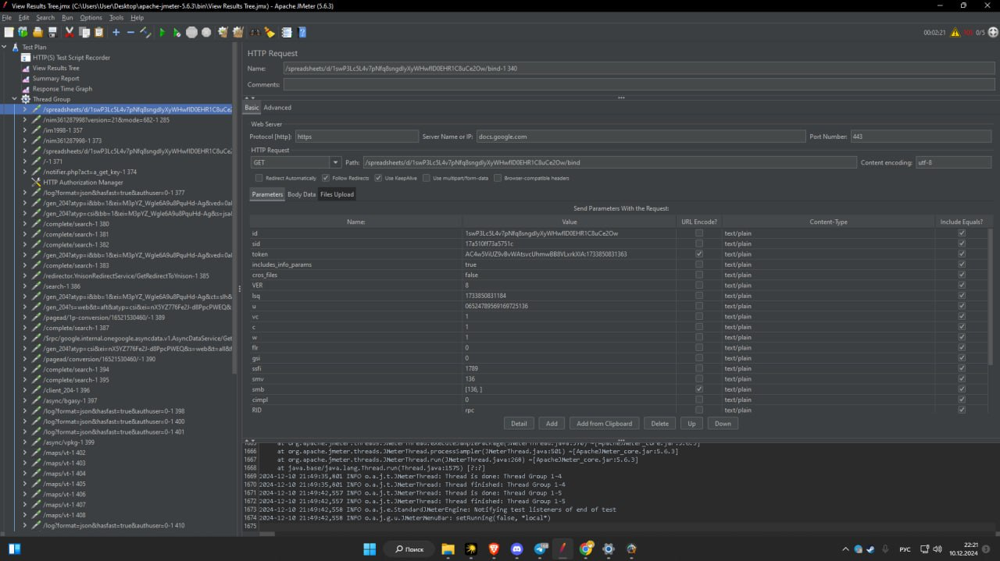 View Results Tree.jmx (C:\Users\User\Desktop\apache-jmeter-5.6.3\bin\View Results Tree.jmx) - Apache JMeter (5.6.3)
File Edit Search Run Options Tools Help
00:02:21 103 0/5
Test Plan
HTTP(S) Test Script Recorder
View Results Tree
Summary Report
Response Time Graph
Thread Group
/spreadsheets/d/1swP3Lc5L4v7pNfq8sngdlyXyWHwflD0EHR1C8uCe2
/nim361287998?version=21&mode=682-1 285
/im1998-1 357
/nim361287998-1 373
/spreadsheets/d/1swP3Lc5L4v7pNfq8sngdlyXyWHwflD0EHR1C8uCe2
/-1 371
/notifier.php?act=a_get_key-1 374
HTTP Authorization Manager
/log?format=json&hasfast=true&authuser=0-1 377
/gen_204?atyp=i&bb=1&ei=M3pYZ_Wgle6A9u8PquHd-Ag&ved=0al
/gen_204?atyp=csi&bb=1&ei=M3pYZ_Wgle6A9u8PquHd-Ag&s=jsa&
/complete/search-1 380
/complete/search-1 381
/complete/search-1 382
/gen_204?atyp=i&bb=1&ei=M3pYZ_Wgle6A9u8PquHd-Ag&ved=0al
/complete/search-1 383
/redirector.YnisonRedirectService/GetRedirectToYnison-1 385
/search-1 386
/gen_204?atyp=i&bb=1&ei=M3pYZ_Wgle6A9u8PquHd-Ag&ct=slh&
/gen_204?s=web&t=aft&atyp=csi&ei=nX5YZ776Fe2J-d8PpcPWEQ&
/pagead/1p-conversion/16521530460/-1 389
/complete/search-1 387
/$rpc/google.internal.onegoogle.asyncdata.v1.AsyncDataService/Get
/gen_204?atyp=csi&ei=nX5YZ776Fe2J-d8PpcPWEQ&s=web&t=all&f
/pagead/conversion/16521530460/-1 390
/complete/search-1 394
/complete/search-1 395
/client_204-1 396
/async/bgasy-1 397
/log?format=json&hasfast=true&authuser=0-1 398
/log?format=json&hasfast=true&authuser=0-1 400
/log?format=json&hasfast=true&authuser=0-1 401
/async/vpkg-1 399
/maps/vt-1 402
/maps/vt-1 403
/maps/vt-1 404
/maps/vt-1 405
/maps/vt-1 406
/maps/vt-1 407
/maps/vt-1 408
/log?format=json&hasfast=true&authuser=0-1 410
HTTP Request
Name: /spreadsheets/d/1swP3Lc5L4v7pNfq8sngdlyXyWHwflD0EHR1C8uCe2Ow/bind-1 340
Comments:
Basic Advanced
Web Server
Protocol [http]: https Server Name or IP: docs.google.com Port Number: 443
HTTP Request
GET Path: /spreadsheets/d/1swP3Lc5L4v7pNfq8sngdlyXyWHwflD0EHR1C8uCe2Ow/bind Content encoding: utf-8
Redirect Automatically Follow Redirects Use KeepAlive Use multipart/form-data Browser-compatible headers
Parameters Body Data Files Upload
Send Parameters With the Request:
Name: Value URL Encode? Content-Type Include Equals?
id 1swP3Lc5L4v7pNfq8sngdlyXyWHwflD0EHR1C8uCe2Ow text/plain
sid 17a510ff73a5751c text/plain
token AC4w5ViUZ9vBvWAtsvcUhmwBB8VLxrkXIA:1733850831363 text/plain
includes_info_params true text/plain
cros_files false text/plain
VER 8 text/plain
lsq 1733850831184 text/plain
u 06524789569169725136 text/plain
vc 1 text/plain
c 1 text/plain
w 1 text/plain
flr 0 text/plain
gsi 0 text/plain
ssfi 1789 text/plain
smv 136 text/plain
smb [136, ] text/plain
cimpl 0 text/plain
RID rpc text/plain
Detail Add Add from Clipboard Delete Up Down
1665 at org.apache.jmeter.threads.JMeterThread.executeSamplePackage(JMeterThread.java:570) ~[ApacheJMeter_core.jar:5.6.3]
1666 at org.apache.jmeter.threads.JMeterThread.processSampler(JMeterThread.java:501) ~[ApacheJMeter_core.jar:5.6.3]
1667 at org.apache.jmeter.threads.JMeterThread.run(JMeterThread.java:268) ~[ApacheJMeter_core.jar:5.6.3]
1668 at java.base/java.lang.Thread.run(Thread.java:1575) [?:?]
1669 2024-12-10 21:49:35,801 INFO o.a.j.t.JMeterThread: Thread is done: Thread Group 1-4
1670 2024-12-10 21:49:35,801 INFO o.a.j.t.JMeterThread: Thread finished: Thread Group 1-4
1671 2024-12-10 21:49:42,557 INFO o.a.j.t.JMeterThread: Thread is done: Thread Group 1-5
1672 2024-12-10 21:49:42,557 INFO o.a.j.t.JMeterThread: Thread finished: Thread Group 1-5
1673 2024-12-10 21:49:42,558 INFO o.a.j.e.StandardJMeterEngine: Notifying test listeners of end of test
1674 2024-12-10 21:49:42,558 INFO o.a.j.g.u.JMeterMenuBar: setRunning(false, *local*)
1675
Поиск
РУС
22:21
10.12.2024